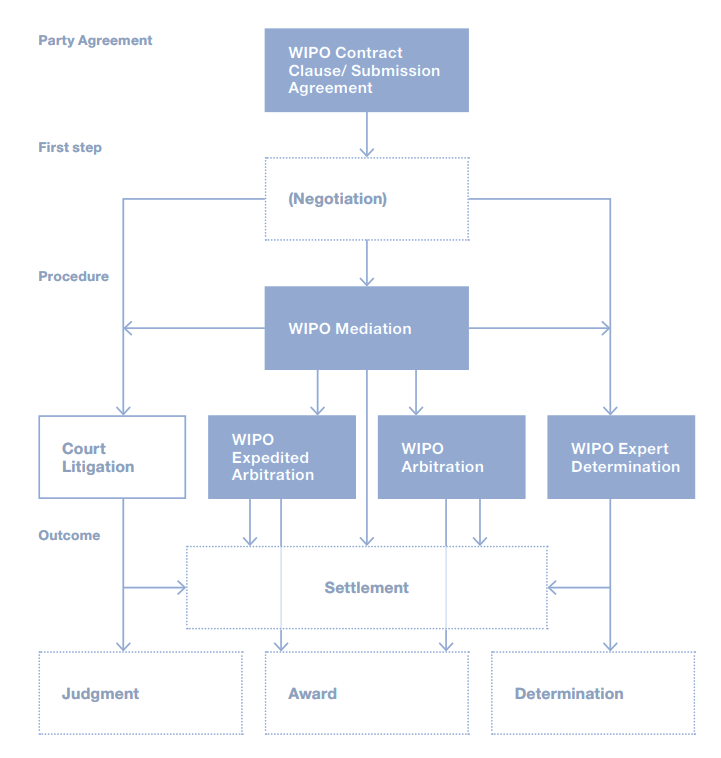 Party Agreement
WIPO Contract
Clause/ Submission
Agreement
First step
(Negotiation)
Procedure
WIPO Mediation
Court
Litigation
WIPO
Expedited
Arbitration
WIPO
Arbitration
WIPO Expert
Determination
Outcome
Settlement
Judgment
Award
Determination